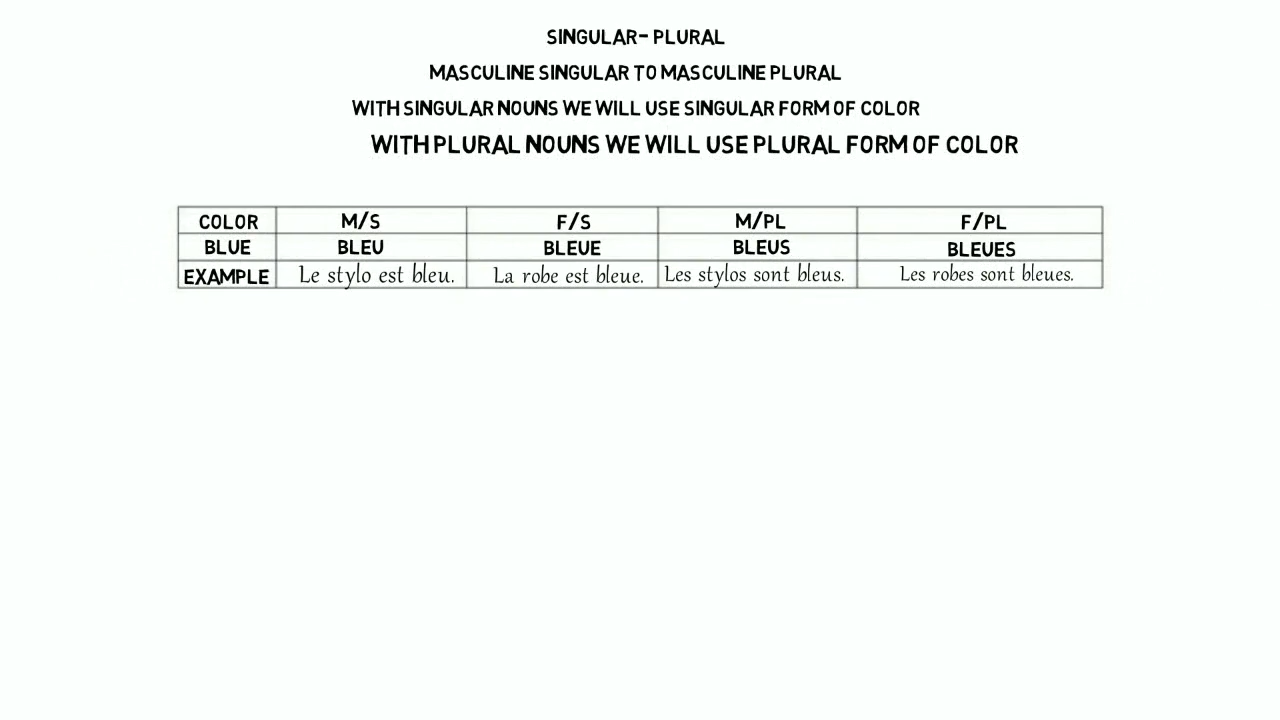 SINGULAR- PLURAL
MASCULINE SINGULAR TO MASCULINE PLURAL
WITH SINGULAR NOUNS WE WILL USE SINGULAR FORM OF COLOR
WITH PLURAL NOUNS WE WILL USE PLURAL FORM OF COLOR
COLOR M/S F/S M/PL F/PL
BLUE BLEU BLEUE BLEUS BLEUES
EXAMPLE Le stylo est bleu. La robe est bleue. Les stylos sont bleus. Les robes sont bleues.